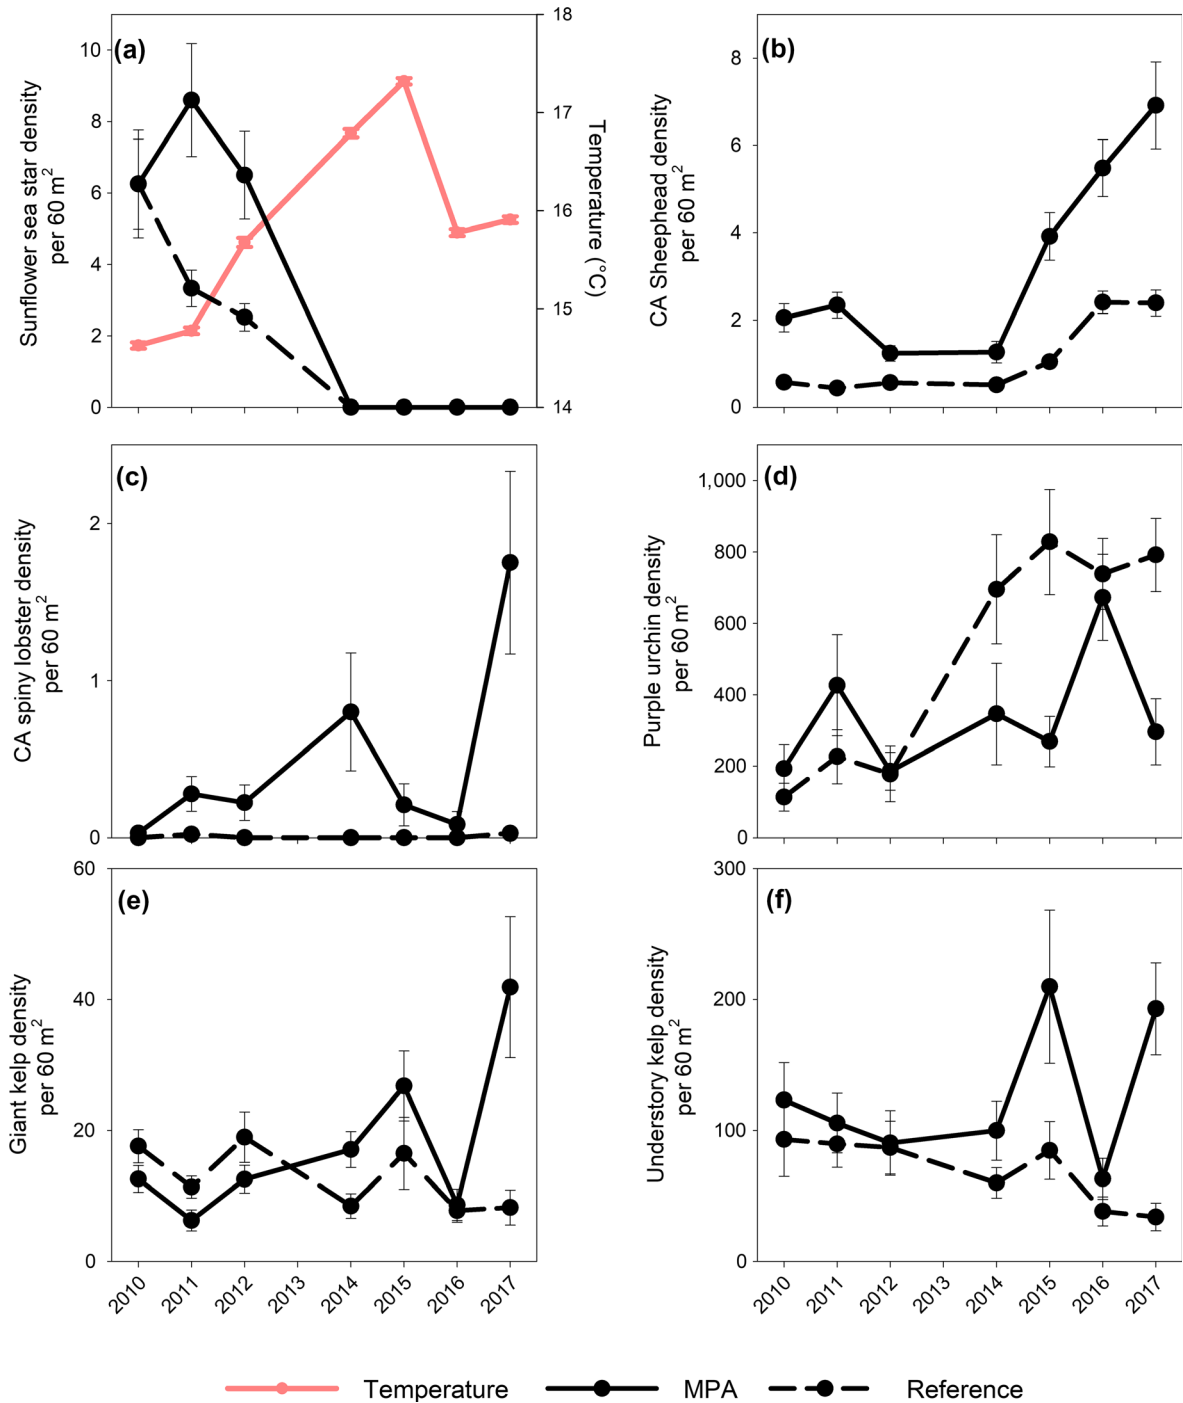 (a)
Sunflower sea star density
per 60 m²
10
8
6
4
2
0
18
17
16
15
14
Temperature (°C)
(b)
CA Sheephead density
per 60 m²
8
6
4
2
0
(c)
CA spiny lobster density
per 60 m²
2
1
0
(d)
Purple urchin density
per 60 m²
1,000
800
600
400
200
0
(e)
Giant kelp density
per 60 m²
60
40
20
0
2010
2011
2012
2013
2014
2015
2016
2017
(f)
Understory kelp density
per 60 m²
300
200
100
0
2010
2011
2012
2013
2014
2015
2016
2017
Temperature MPA Reference